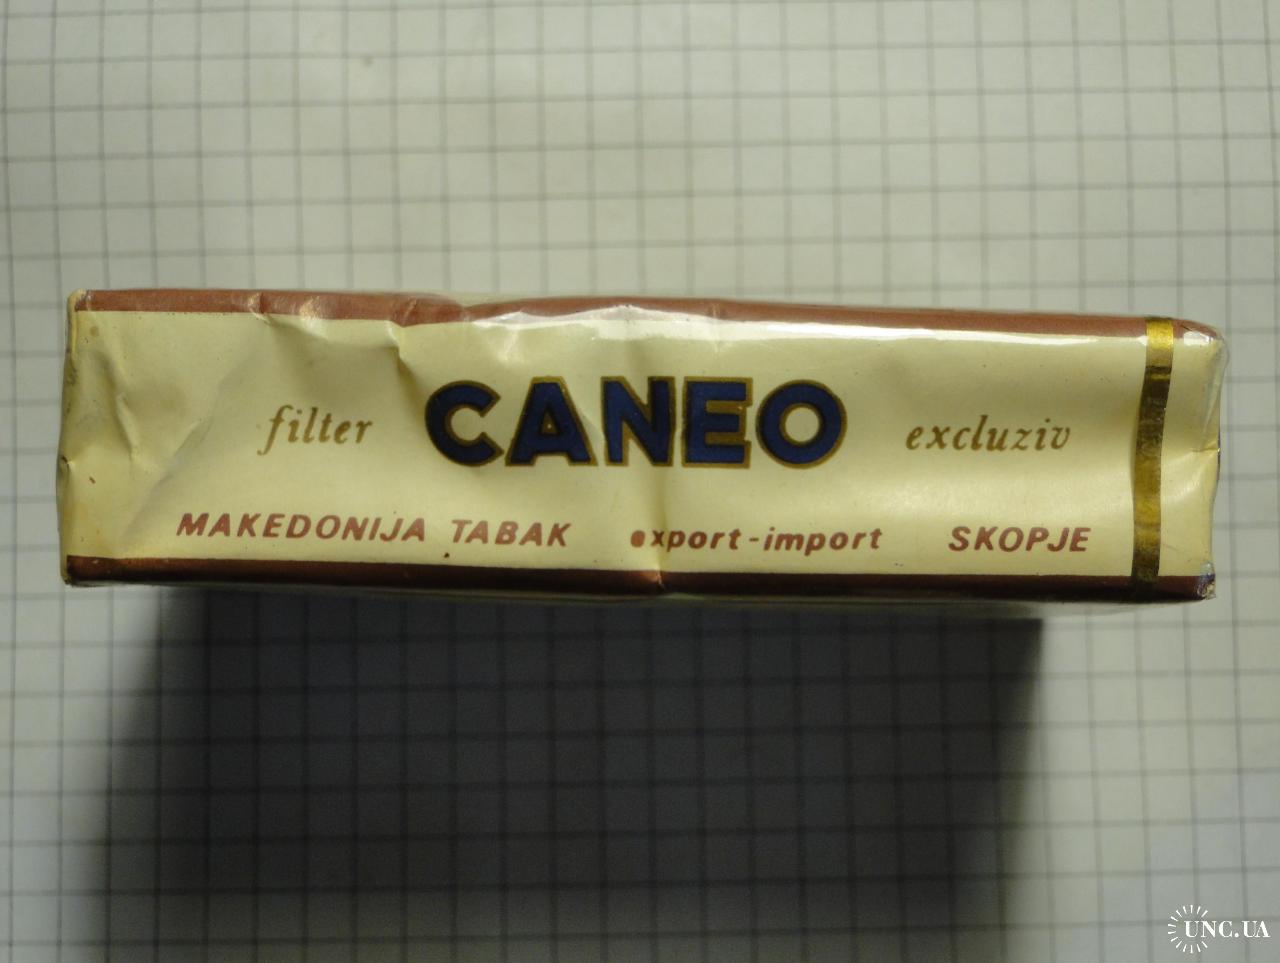 filter CANEO excluziv
MAKEDONIJA TABAK export-import SKOPJE
UNC.UA